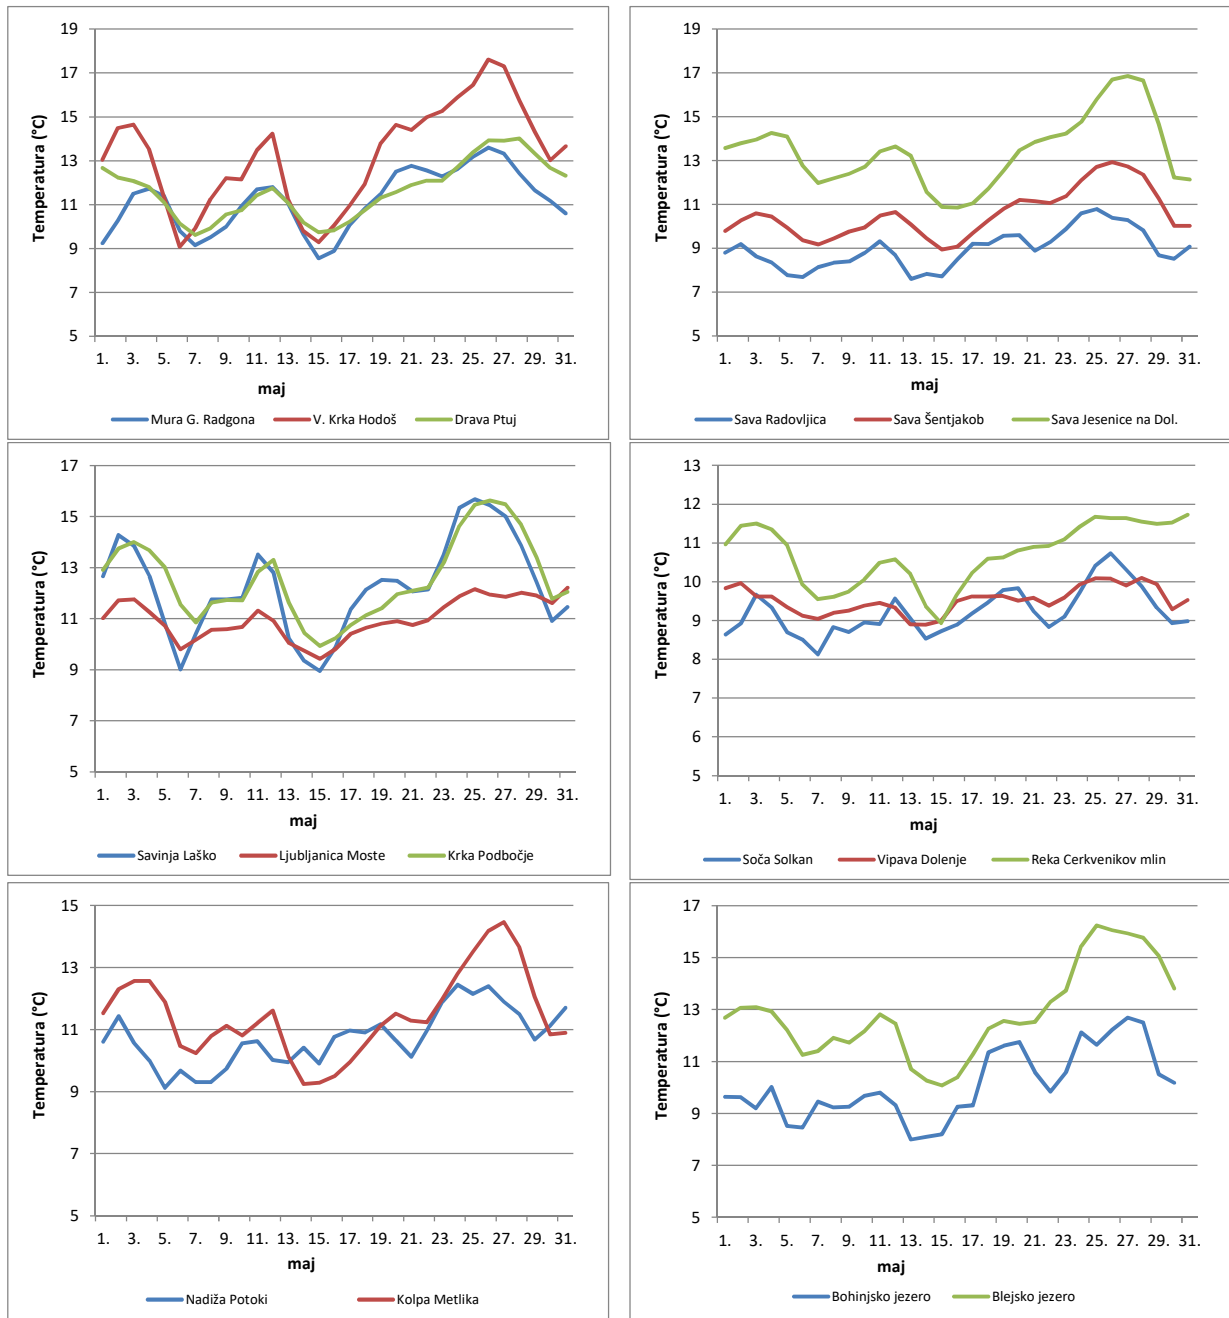 19
17
15
13
11
9
7
5
Temperatura (°C)
1. 3. 5. 7. 9. 11. 13. 15. 17. 19. 21. 23. 25. 27. 29. 31.
maj
Mura G. Radgona V. Krka Hodoš Drava Ptuj
19
17
15
13
11
9
7
5
Temperatura (°C)
1. 3. 5. 7. 9. 11. 13. 15. 17. 19. 21. 23. 25. 27. 29. 31.
maj
Sava Radovljica Sava Šentjakob Sava Jesenice na Dol.
17
15
13
11
9
7
5
Temperatura (°C)
1. 3. 5. 7. 9. 11. 13. 15. 17. 19. 21. 23. 25. 27. 29. 31.
maj
Savinja Laško Ljubljanica Moste Krka Podbočje
13
12
11
10
9
8
7
6
5
Temperatura (°C)
1. 3. 5. 7. 9. 11. 13. 15. 17. 19. 21. 23. 25. 27. 29. 31.
maj
Soča Solkan Vipava Dolenje Reka Cerkvenikov mlin
15
13
11
9
7
5
Temperatura (°C)
1. 3. 5. 7. 9. 11. 13. 15. 17. 19. 21. 23. 25. 27. 29. 31.
maj
Nadiža Potoki Kolpa Metlika
17
15
13
11
9
7
5
Temperatura (°C)
1. 3. 5. 7. 9. 11. 13. 15. 17. 19. 21. 23. 25. 27. 29. 31.
maj
Bohinjsko jezero Blejsko jezero